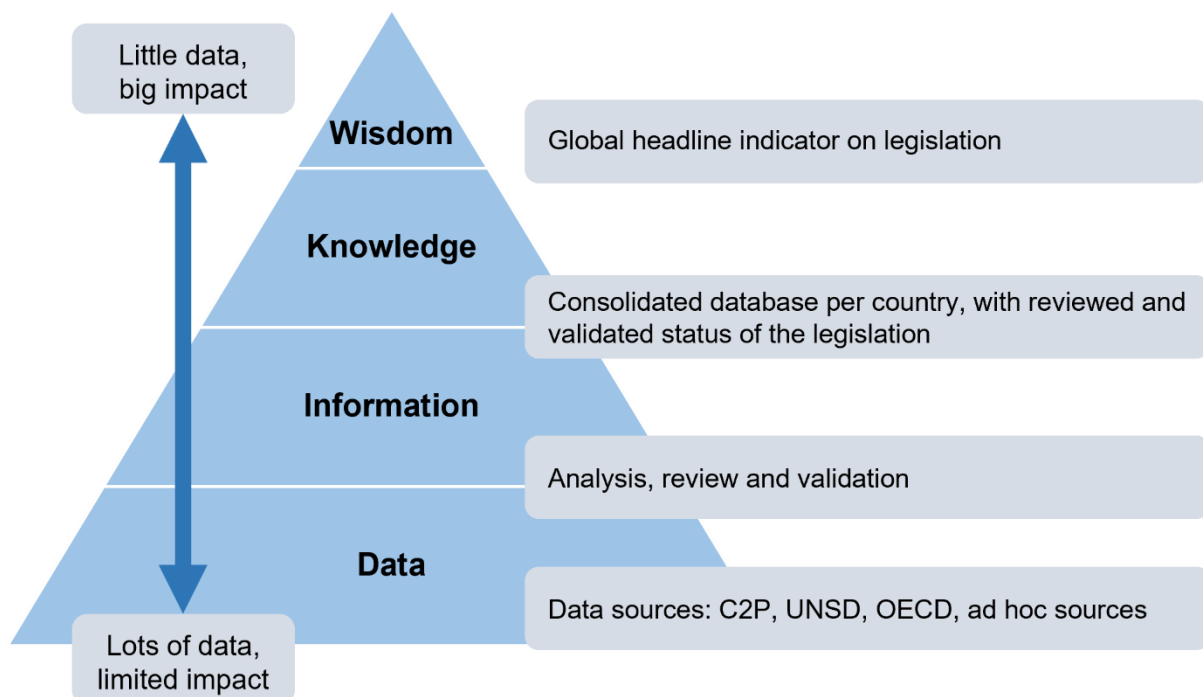 Little data,
big impact
Wisdom
Global headline indicator on legislation
Knowledge
Consolidated database per country, with reviewed and
validated status of the legislation
Information
Analysis, review and validation
Data
Data sources: C2P, UNSD, OECD, ad hoc sources
Lots of data,
limited impact